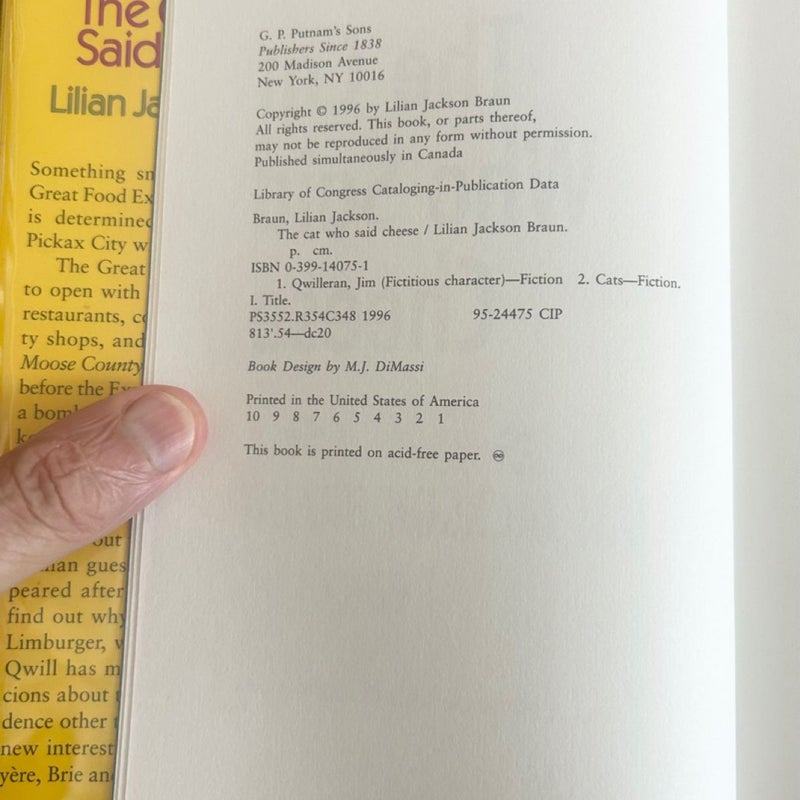 The
Said
Lilian Ja
Something
Great Food
is determined
Pickax City
The Great
to open with
restaurants,
ty shops, and
Moose County
before the
a
out
gues
peared after
find out why
Limburger,
Qwill has
cions about
dence other
new interest
yère, Brie an
G. P. Putnam's Sons
Publishers Since 1838
200 Madison Avenue
New York, NY 10016
Copyright © 1996 by Lilian Jackson Braun
All rights reserved. This book, or parts thereof,
may not be reproduced in any form without permission.
Published simultaneously in Canada
Library of Congress Cataloging-in-Publication Data
Braun, Lilian Jackson.
The cat who said cheese / Lilian Jackson Braun.
p. cm.
ISBN 0-399-14075-1
1. Qwilleran, Jim (Fictitious character)—Fiction 2. Cats—Fiction.
I. Title.
PS3552.R354C348 1996 95-24475 CIP
813'.54—dc20
Book Design by M.J. DiMassi
Printed in the United States of America
10 9 8 7 6 5 4 3 2 1
This book is printed on acid-free paper. ♾